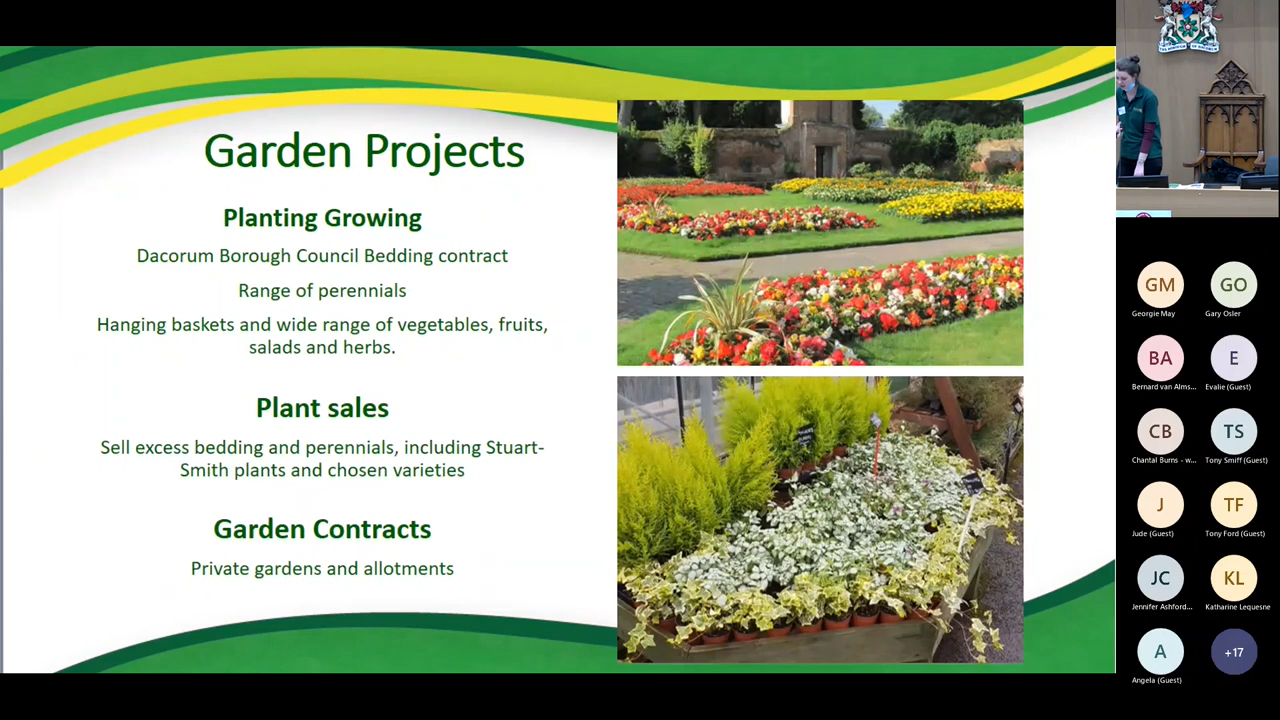 Garden Projects
Planting Growing
Dacorum Borough Council Bedding contract
Range of perennials
Hanging baskets and wide range of vegetables, fruits,
salads and herbs.
Plant sales
Sell excess bedding and perennials, including Stuart-
Smith plants and chosen varieties
Garden Contracts
Private gardens and allotments
GM
GO
Georgie May
Gary Osler
BA
E
Bernard van Alms...
Evalie (Guest)
CB
TS
Chantal Burns - w...
Tony Smiff (Guest)
J
TF
Jude (Guest)
Tony Ford (Guest)
JC
KL
Jennifer Ashford...
Katharine Lequesne
A
+17
Angela (Guest)